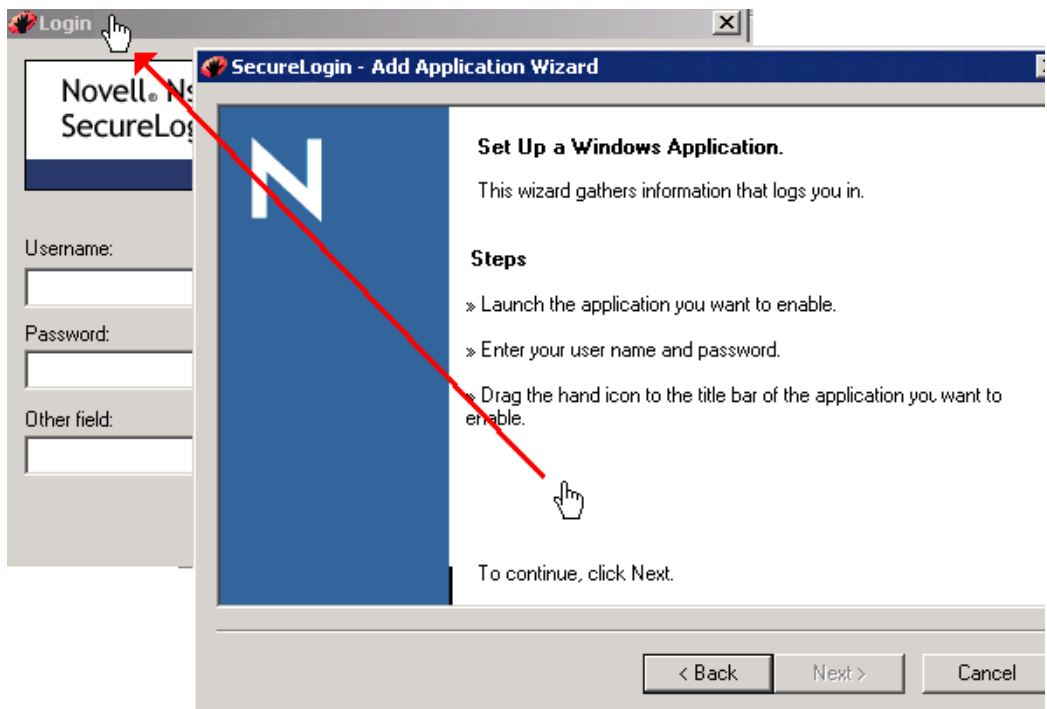 Login
SecureLogin - Add Application Wizard
Novell® Ns
SecureLog
Set Up a Windows Application.
This wizard gathers information that logs you in.
Username:
Steps
» Launch the application you want to enable.
Password:
» Enter your user name and password.
» Drag the hand icon to the title bar of the application you want to
enable.
Other field:
To continue, click Next.
< Back Next > Cancel